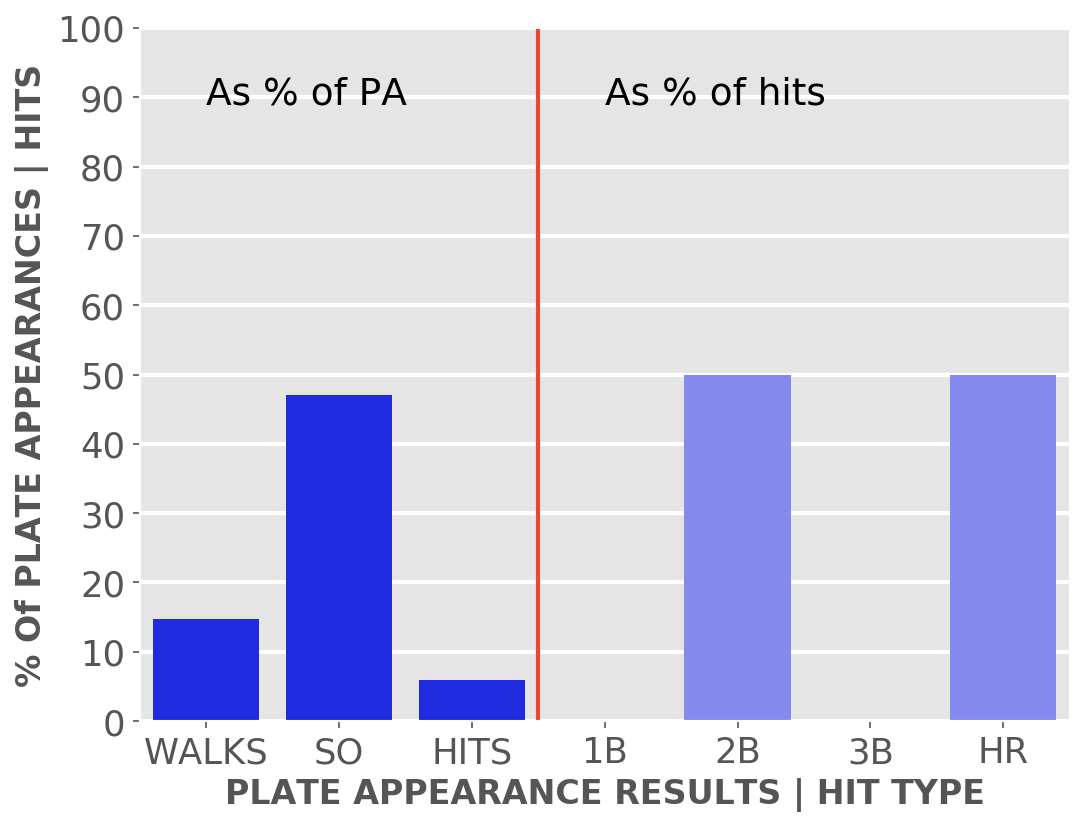 As % of PA
As % of hits
% Of PLATE APPEARANCES | HITS
100
90
80
70
60
50
40
30
20
10
0
WALKS SO HITS 1B 2B 3B HR
PLATE APPEARANCE RESULTS | HIT TYPE